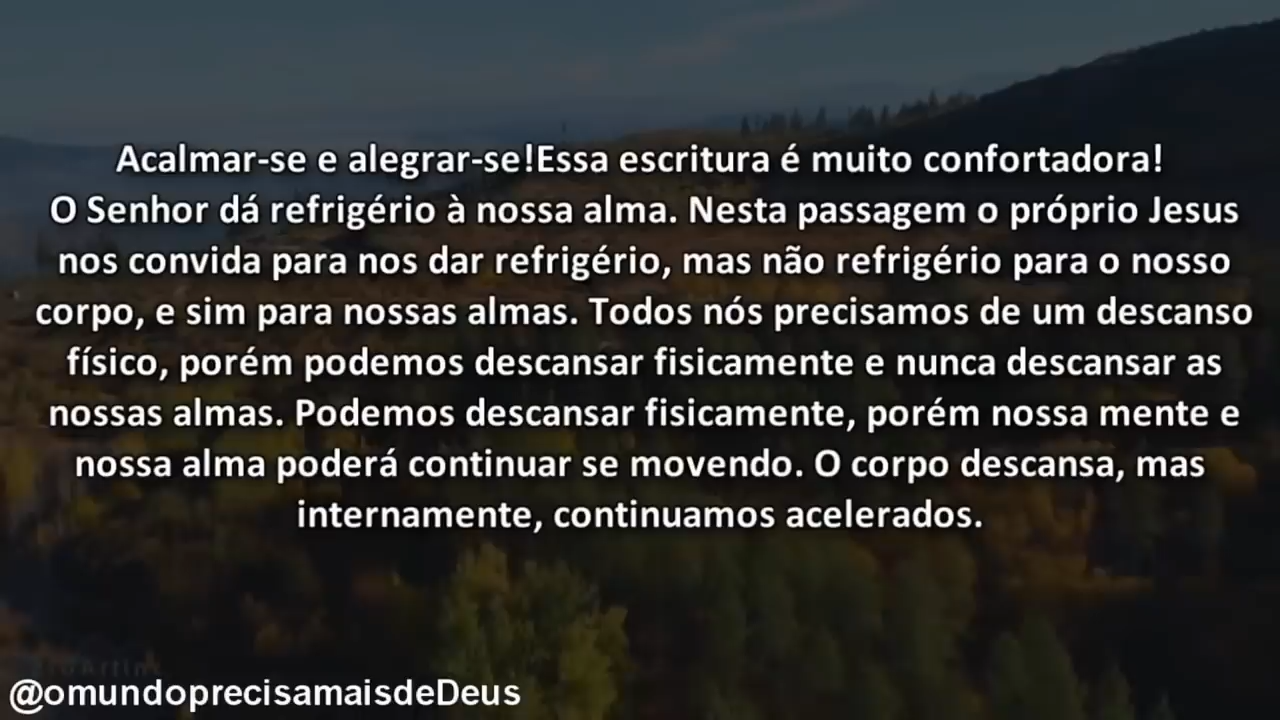 Acalmar-se e alegrar-se!Essa escritura é muito confortadora!
O Senhor dá refrigério à nossa alma. Nesta passagem o próprio Jesus
nos convida para nos dar refrigério, mas não refrigério para o nosso
corpo, e sim para nossas almas. Todos nós precisamos de um descanso
físico, porém podemos descansar fisicamente e nunca descansar as
nossas almas. Podemos descansar fisicamente, porém nossa mente e
nossa alma poderá continuar se movendo. O corpo descansa, mas
internamente, continuamos acelerados.
@omundoprecisamaisdeDeus